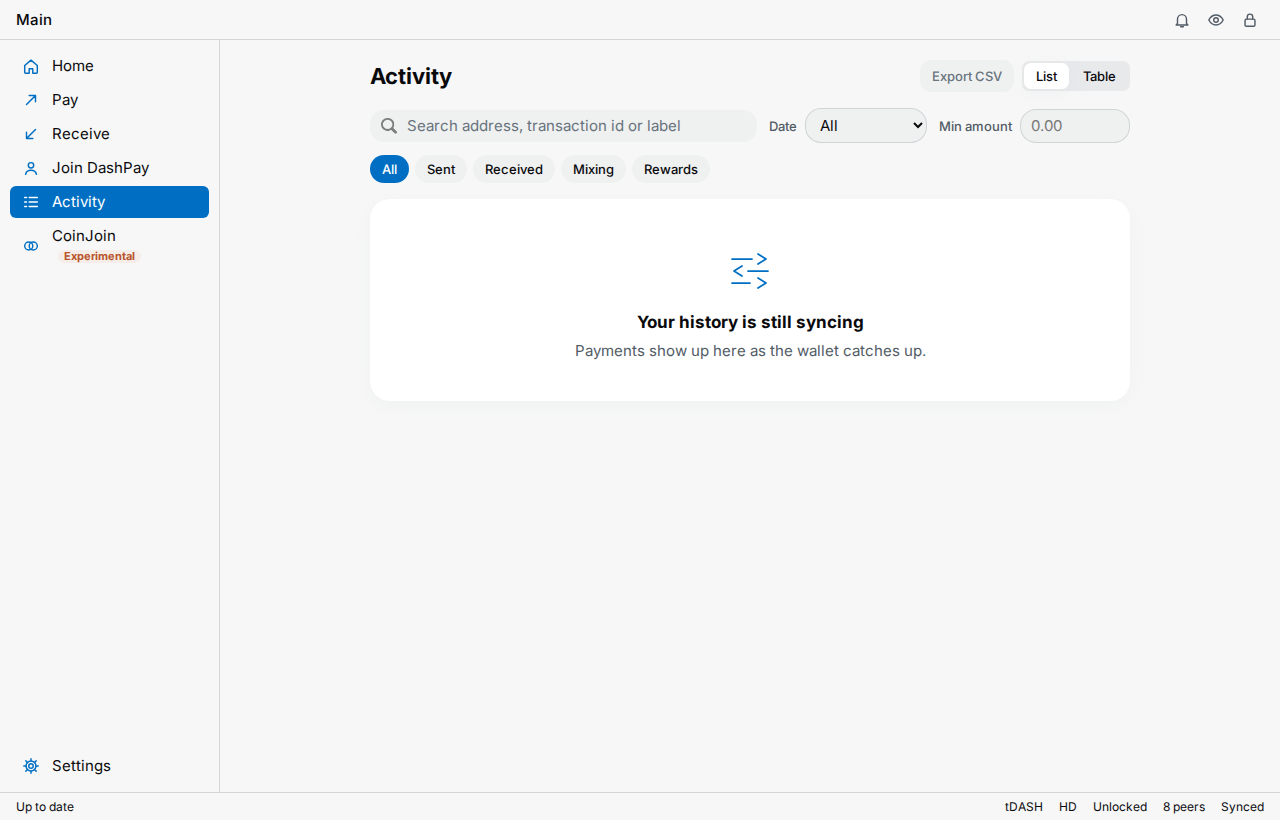 Main
Home
Pay
Receive
Join DashPay
Activity
CoinJoin
Experimental
Settings
Activity
Export CSV
List
Table
Search address, transaction id or label
Date
All
Min amount
0.00
All
Sent
Received
Mixing
Rewards
Your history is still syncing
Payments show up here as the wallet catches up.
Up to date
tDASH
HD
Unlocked
8 peers
Synced